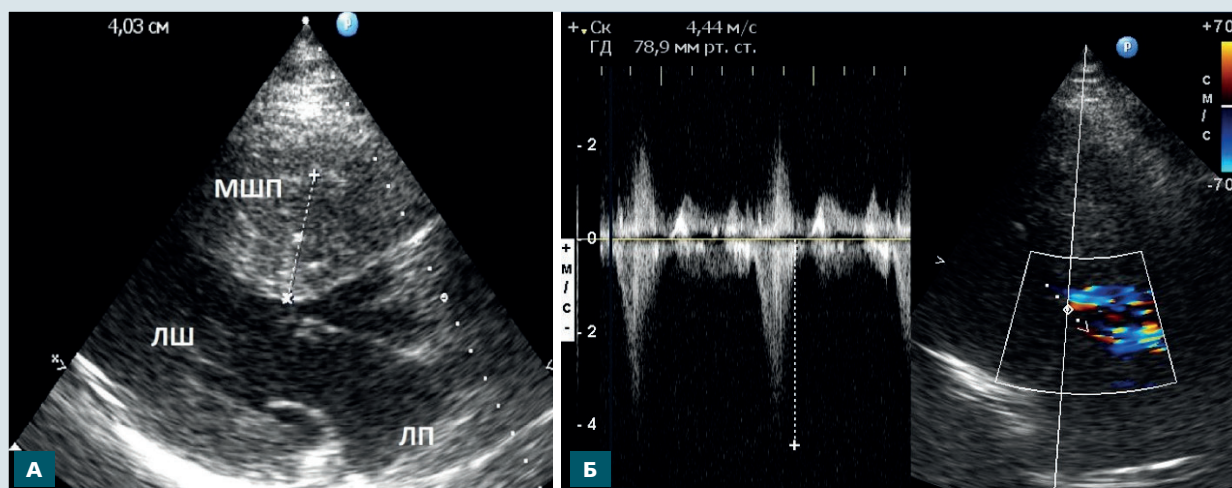 4,03 см
P
МШП
ЛШ
ЛП
А
+ Ск 4,44 м/с
ГД 78,9 мм рт. ст.
- 2
- 0
+ м / с -
- 2
- 4
P
+70
с м / с
-70
Б